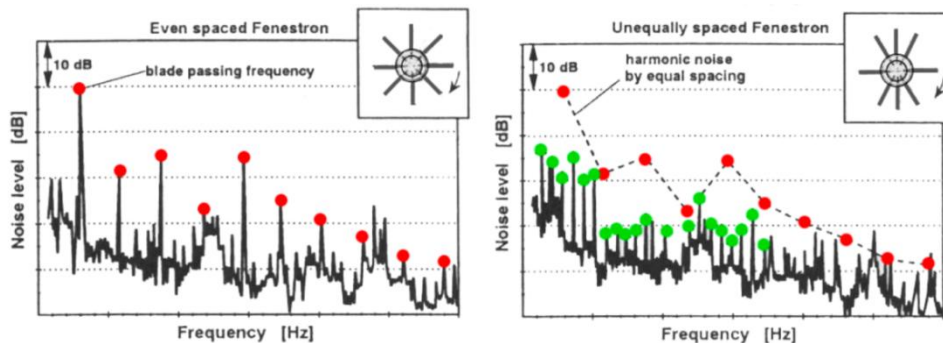 Even spaced Fenestron
10 dB
blade passing frequency
Noise level [dB]
Frequency [Hz]
Unequally spaced Fenestron
10 dB
harmonic noise
by equal spacing
Noise level [dB]
Frequency [Hz]